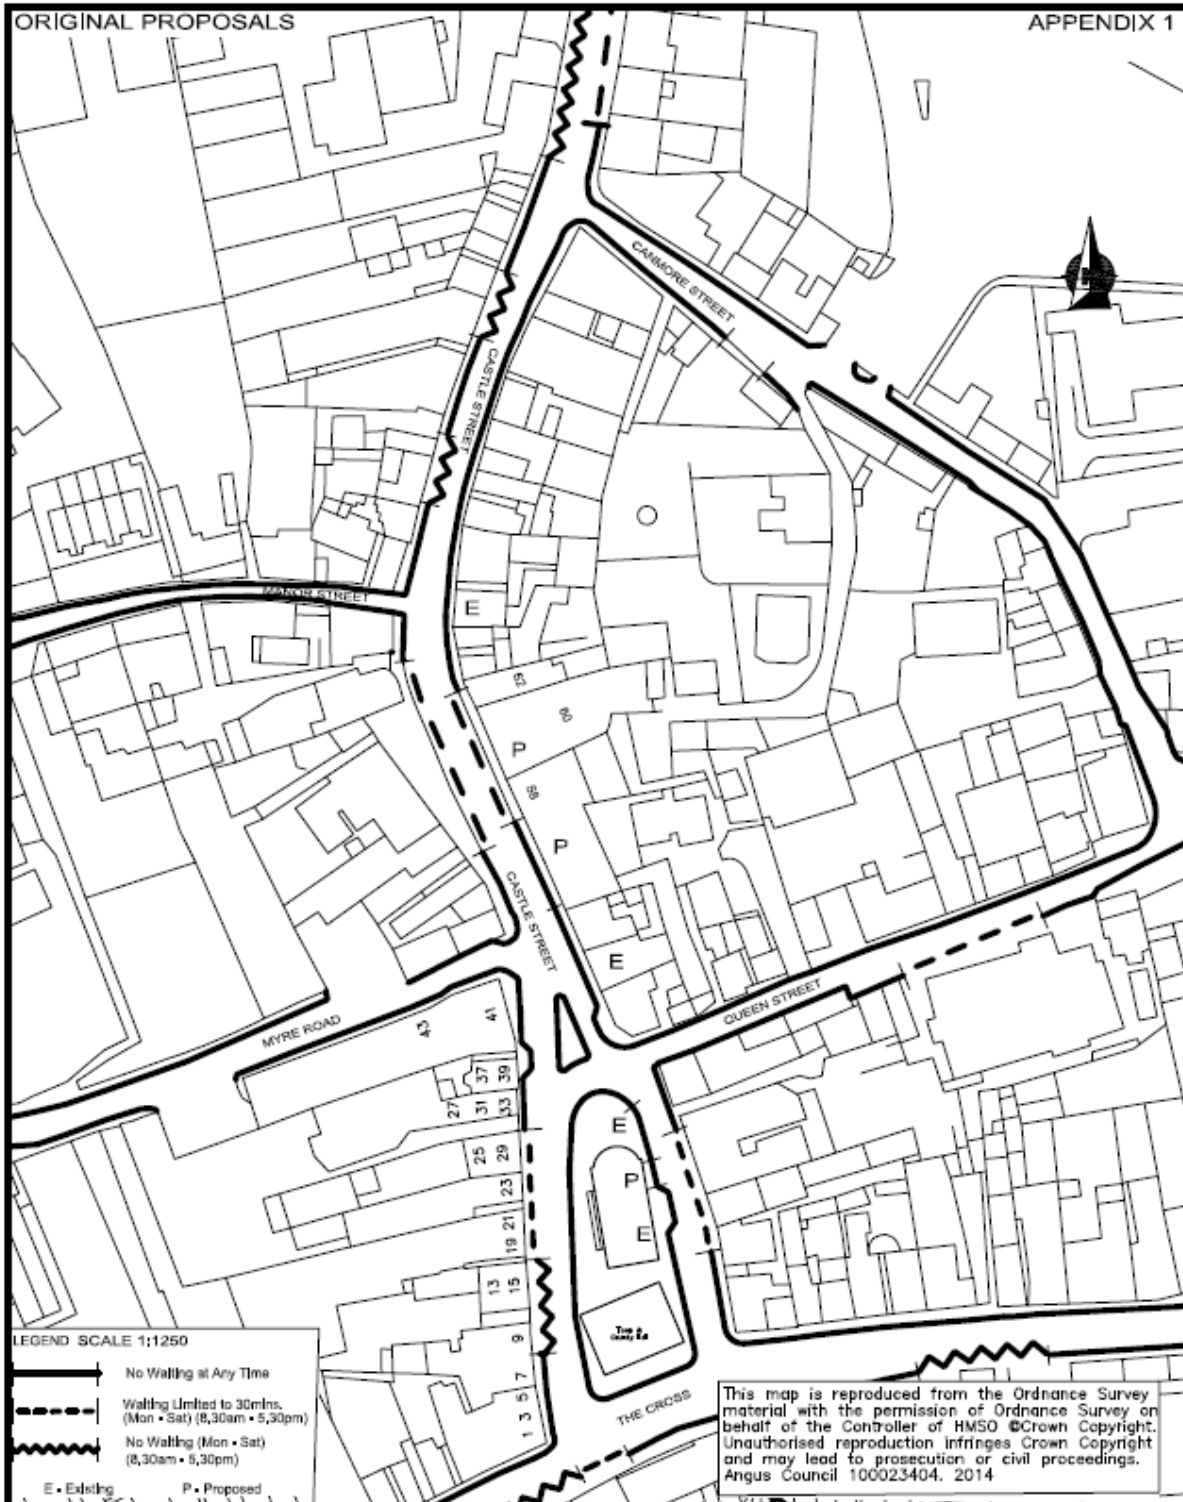 ORIGINAL PROPOSALS
APPENDIX 1
CANMORE STREET
CASTLE STREET
MANOR STREET
E
62
60
P
58
P
CASTLE STREET
E
QUEEN STREET
MYRE ROAD
43
41
37
39
27
31
33
E
25
29
P
23
21
E
19
13
15
9
7
5
3
1
THE CROSS
LEGEND SCALE 1:1250
No Waiting at Any Time
Waiting Limited to 30mins.
(Mon - Sat) (8.30am - 5.30pm)
No Waiting (Mon - Sat)
(8.30am - 5.30pm)
E - Existing P - Proposed
This map is reproduced from the Ordnance Survey
material with the permission of Ordnance Survey on
behalf of the Controller of HMSO ©Crown Copyright.
Unauthorised reproduction infringes Crown Copyright
and may lead to prosecution or civil proceedings.
Angus Council 100023404. 2014